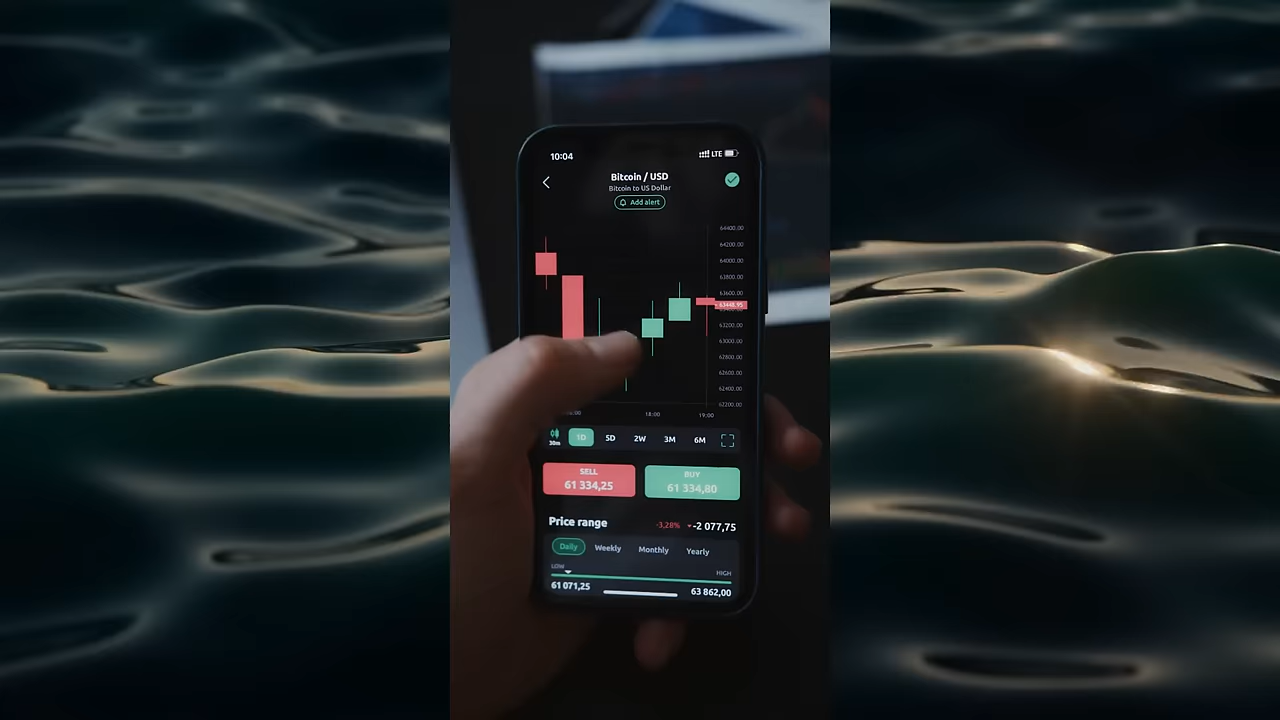 10:04
LTE
Bitcoin / USD
Bitcoin to US Dollar
Add alert
64400.00
64200.00
64000.00
63800.00
63600.00
63448.95
63200.00
63000.00
62800.00
62600.00
62400.00
62200.00
18:00
19:00
30m
1D
5D
2W
3M
6M
SELL
BUY
61 334,25
61 334,80
Price range
-3,28%
-2 077,75
Daily
Weekly
Monthly
Yearly
LOW
HIGH
61 071,25
63 862,00